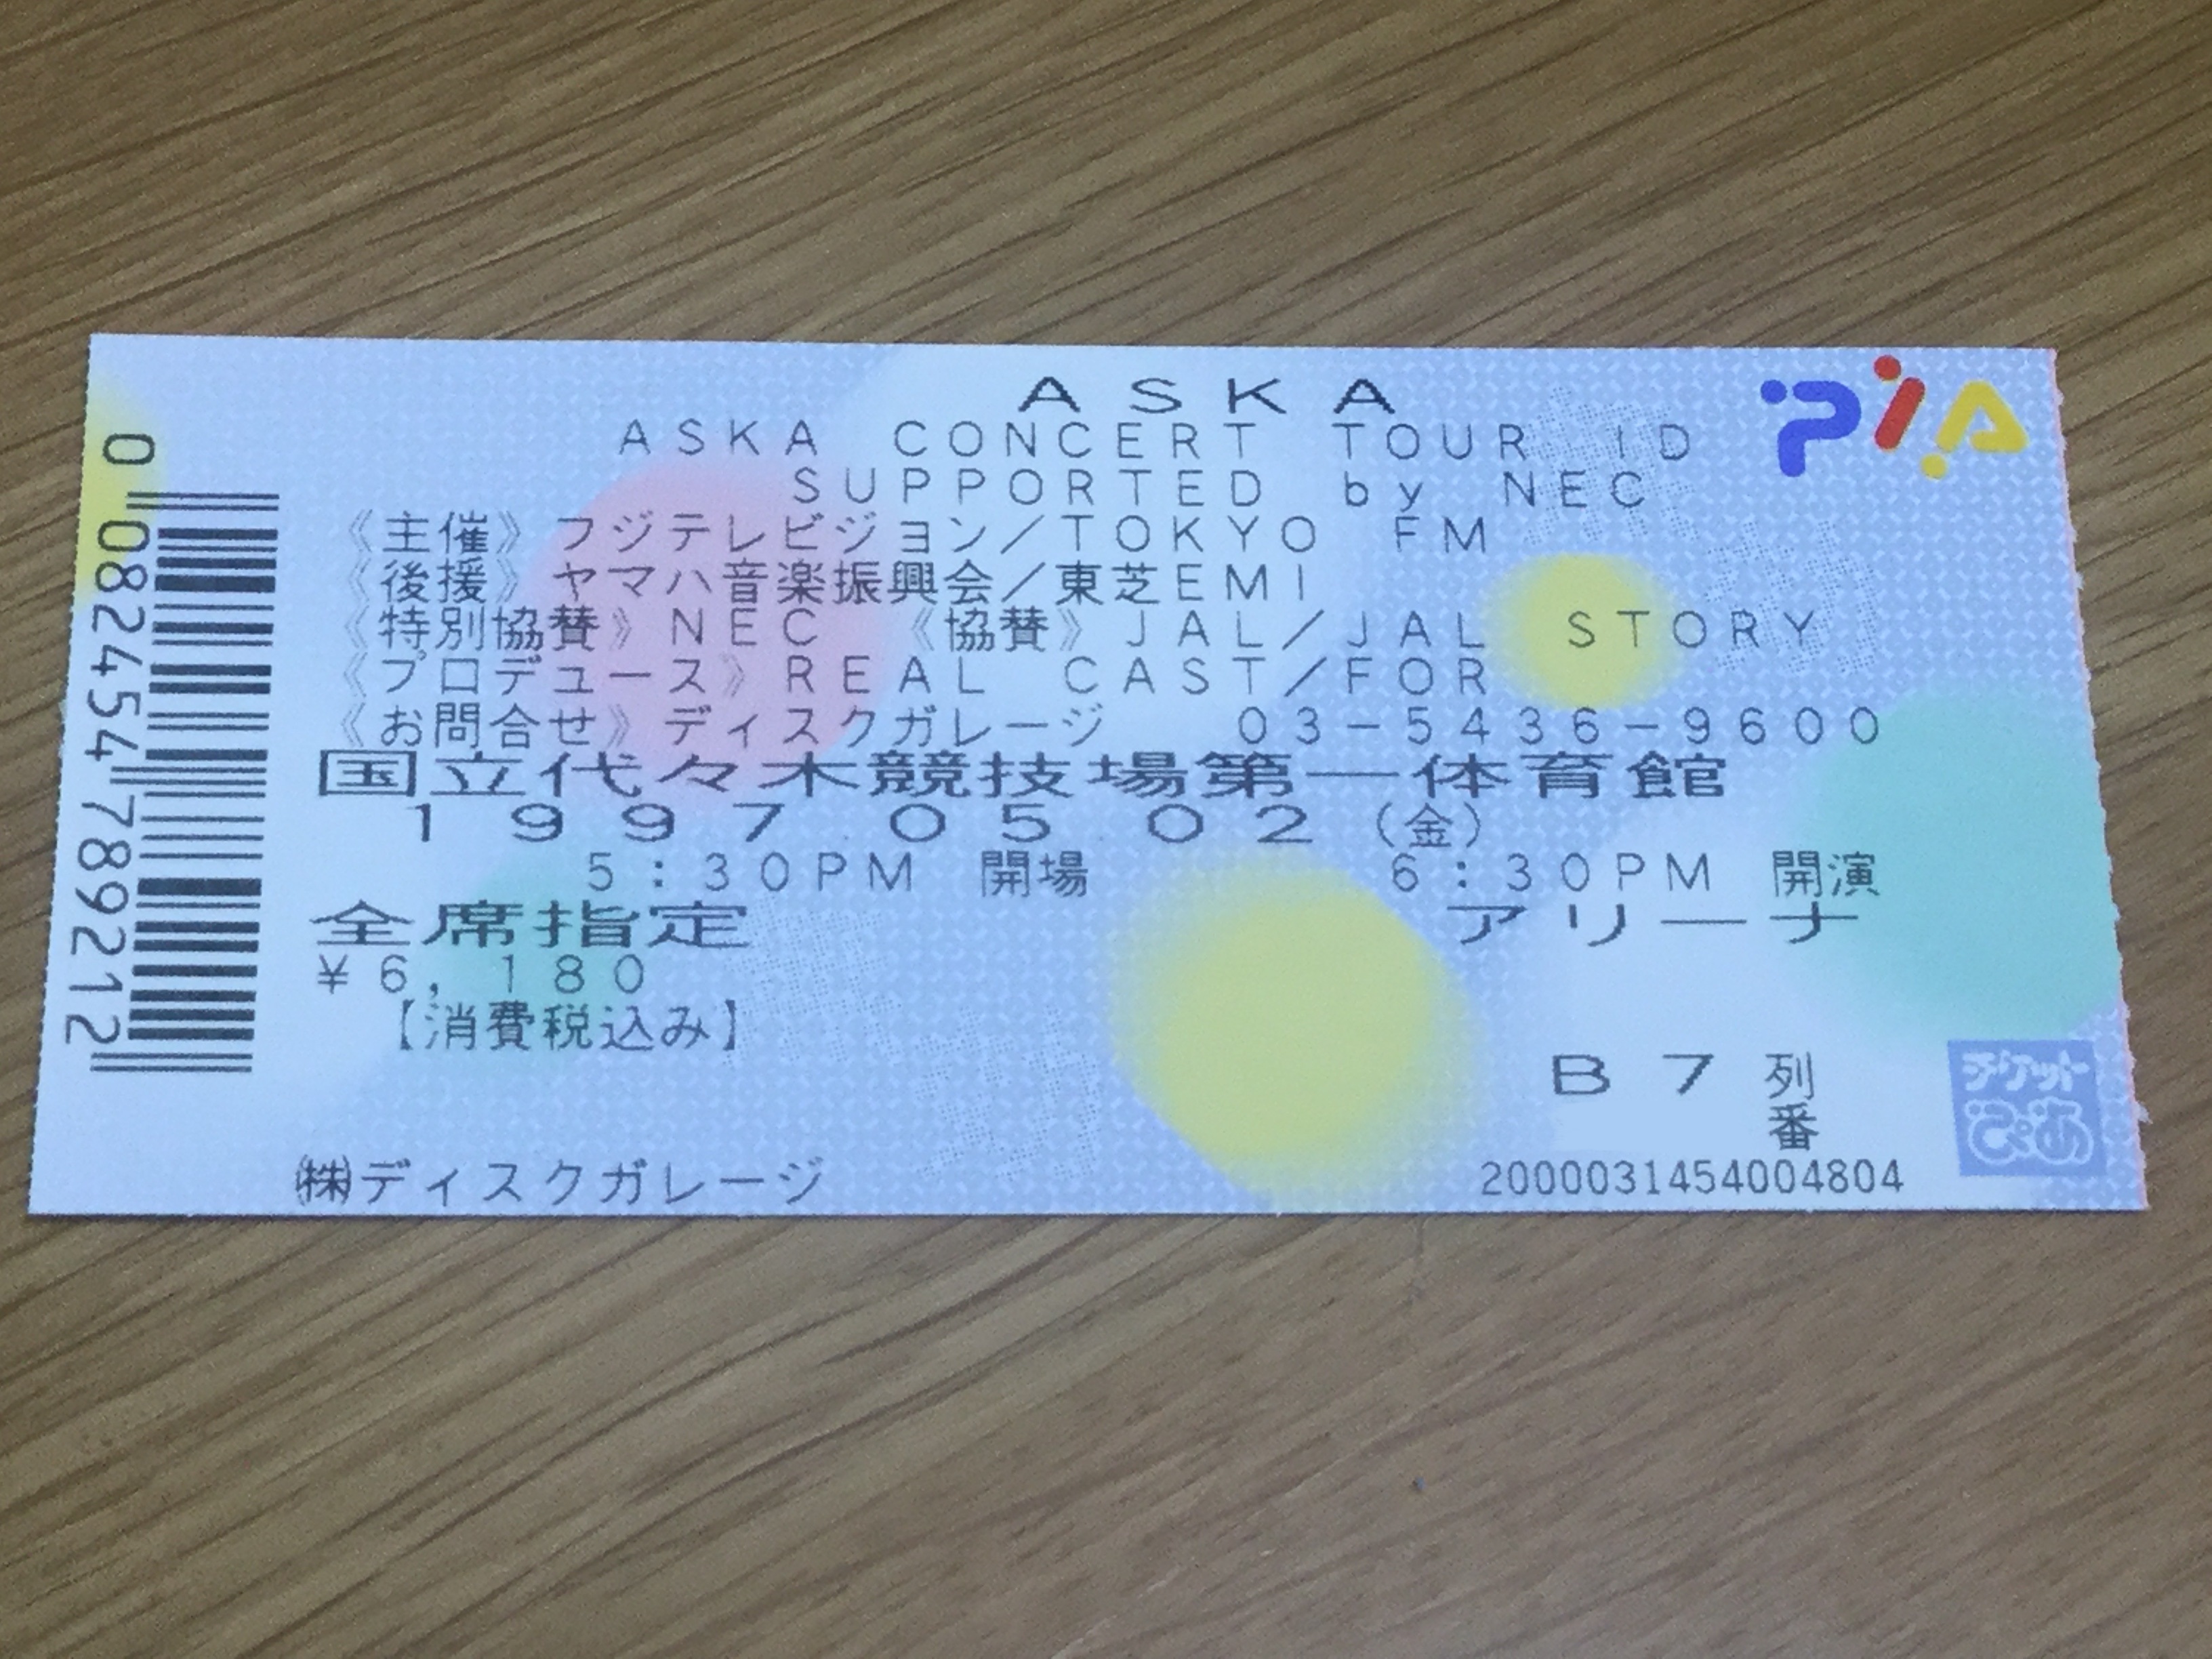 PIA
ASKA
ASKA CONCERT TOUR ID
SUPPORTED by NEC
《主催》フジテレビジョン／TOKYO FM
《後援》ヤマハ音楽振興会／東芝EMI
《特別協賛》NEC 《協賛》JAL／JAL STORY
《プロデュース》REAL CAST／FOR
《お問合せ》ディスクガレージ 03-5436-9600
国立代々木競技場第一体育館
1997.05.02(金)
5:30PM 開場 6:30PM 開演
全席指定 アリーナ
¥6,180
【消費税込み】
B7列
番
㈱ディスクガレージ 2000031454004804
チケットぴあ
0 082454 789212